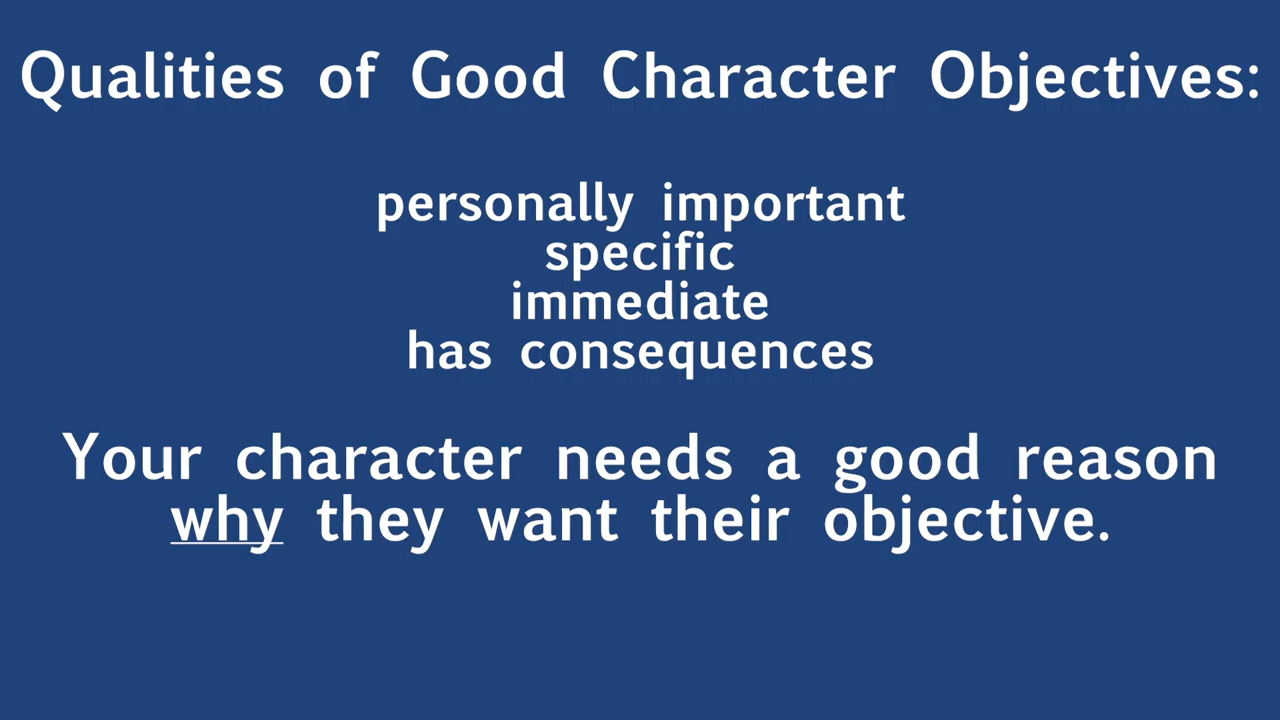 Qualities of Good Character Objectives:
personally important
specific
immediate
has consequences
Your character needs a good reason
why they want their objective.